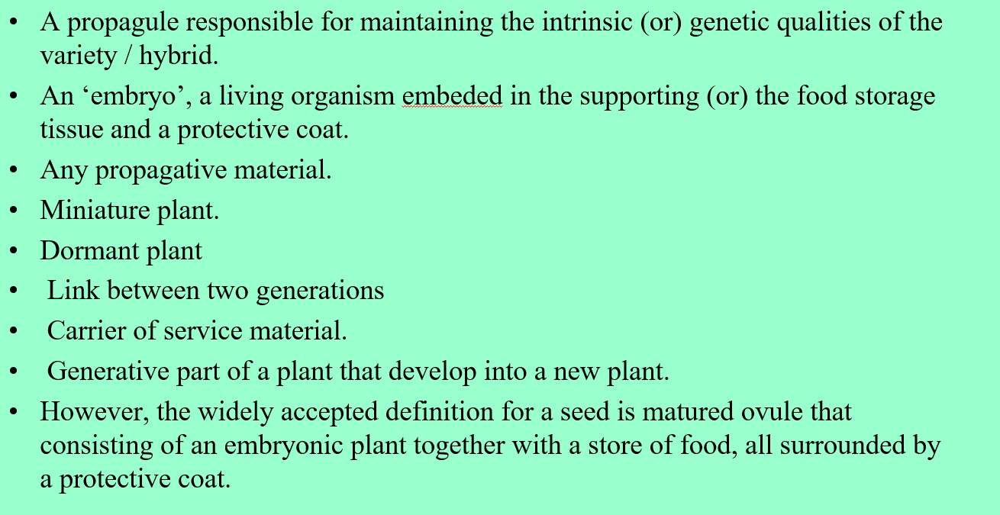 • A propagule responsible for maintaining the intrinsic (or) genetic qualities of the
variety / hybrid.
• An ‘embryo’, a living organism embeded in the supporting (or) the food storage
tissue and a protective coat.
• Any propagative material.
• Miniature plant.
• Dormant plant
• Link between two generations
• Carrier of service material.
• Generative part of a plant that develop into a new plant.
• However, the widely accepted definition for a seed is matured ovule that
consisting of an embryonic plant together with a store of food, all surrounded by
a protective coat.